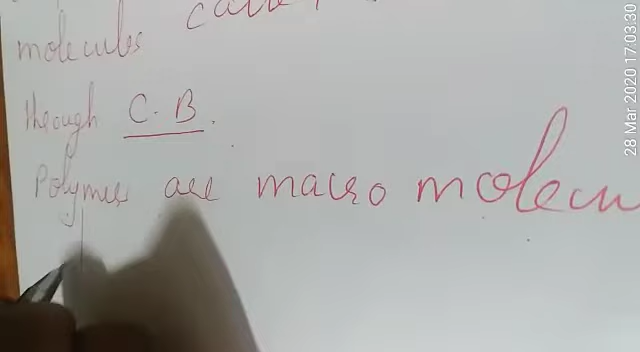 molecules
through C.B.
Polymers are macro molecu
28 Mar 2020 17:03:30